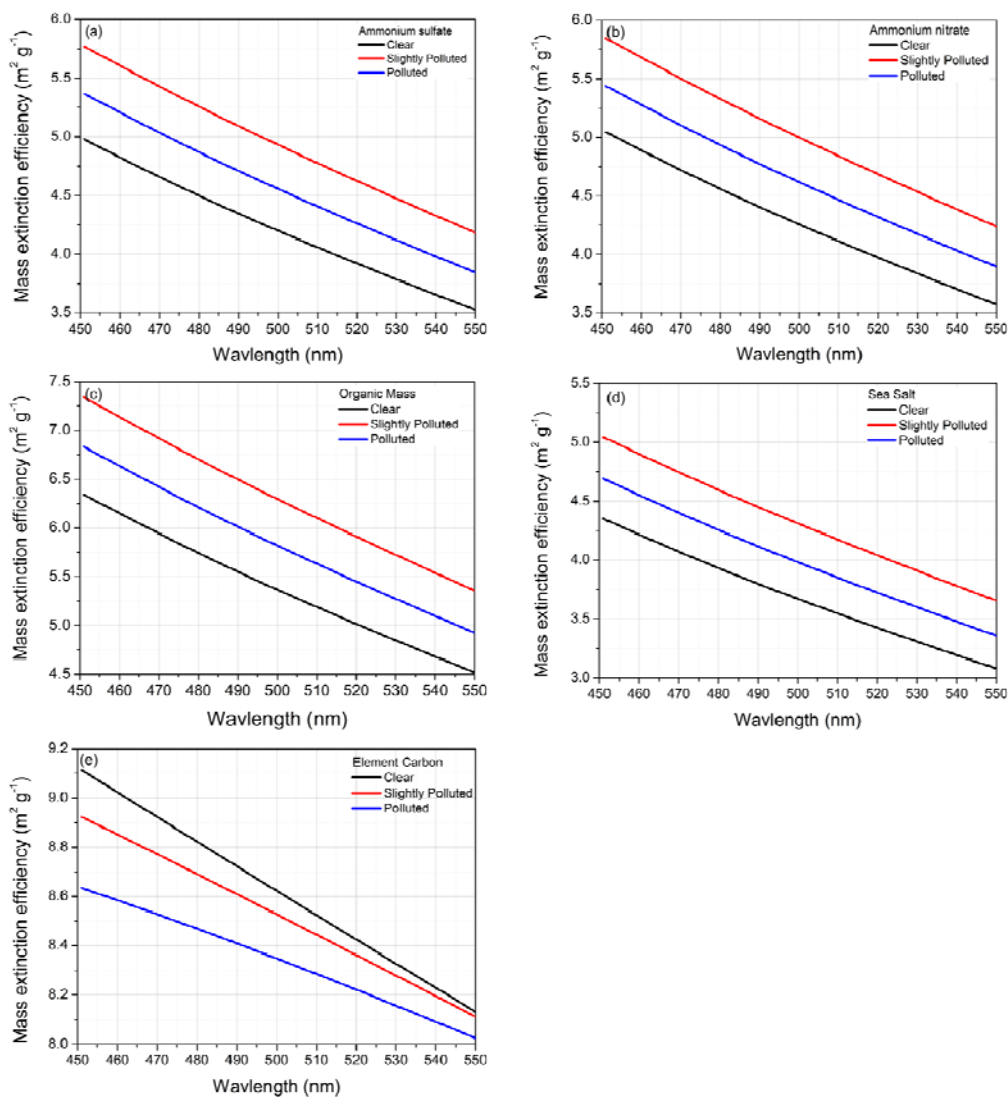 (a)
Ammonium sulfate
Clear
Slightly Polluted
Polluted
6.0
5.5
5.0
4.5
4.0
3.5
Mass extinction efficiency (m² g⁻¹)
450 460 470 480 490 500 510 520 530 540 550
Wavlength (nm)
(b)
Ammonium nitrate
Clear
Slightly Polluted
Polluted
6.0
5.5
5.0
4.5
4.0
3.5
Mass extinction efficiency (m² g⁻¹)
450 460 470 480 490 500 510 520 530 540 550
Wavlength (nm)
(c)
Organic Mass
Clear
Slightly Polluted
Polluted
7.5
7.0
6.5
6.0
5.5
5.0
4.5
Mass extinction efficiency (m² g⁻¹)
450 460 470 480 490 500 510 520 530 540 550
Wavlength (nm)
(d)
Sea Salt
Clear
Slightly Polluted
Polluted
5.5
5.0
4.5
4.0
3.5
3.0
Mass extinction efficiency (m² g⁻¹)
450 460 470 480 490 500 510 520 530 540 550
Wavlength (nm)
(e)
Element Carbon
Clear
Slightly Polluted
Polluted
9.2
9.0
8.8
8.6
8.4
8.2
8.0
Mass extinction efficiency (m² g⁻¹)
450 460 470 480 490 500 510 520 530 540 550
Wavlength (nm)